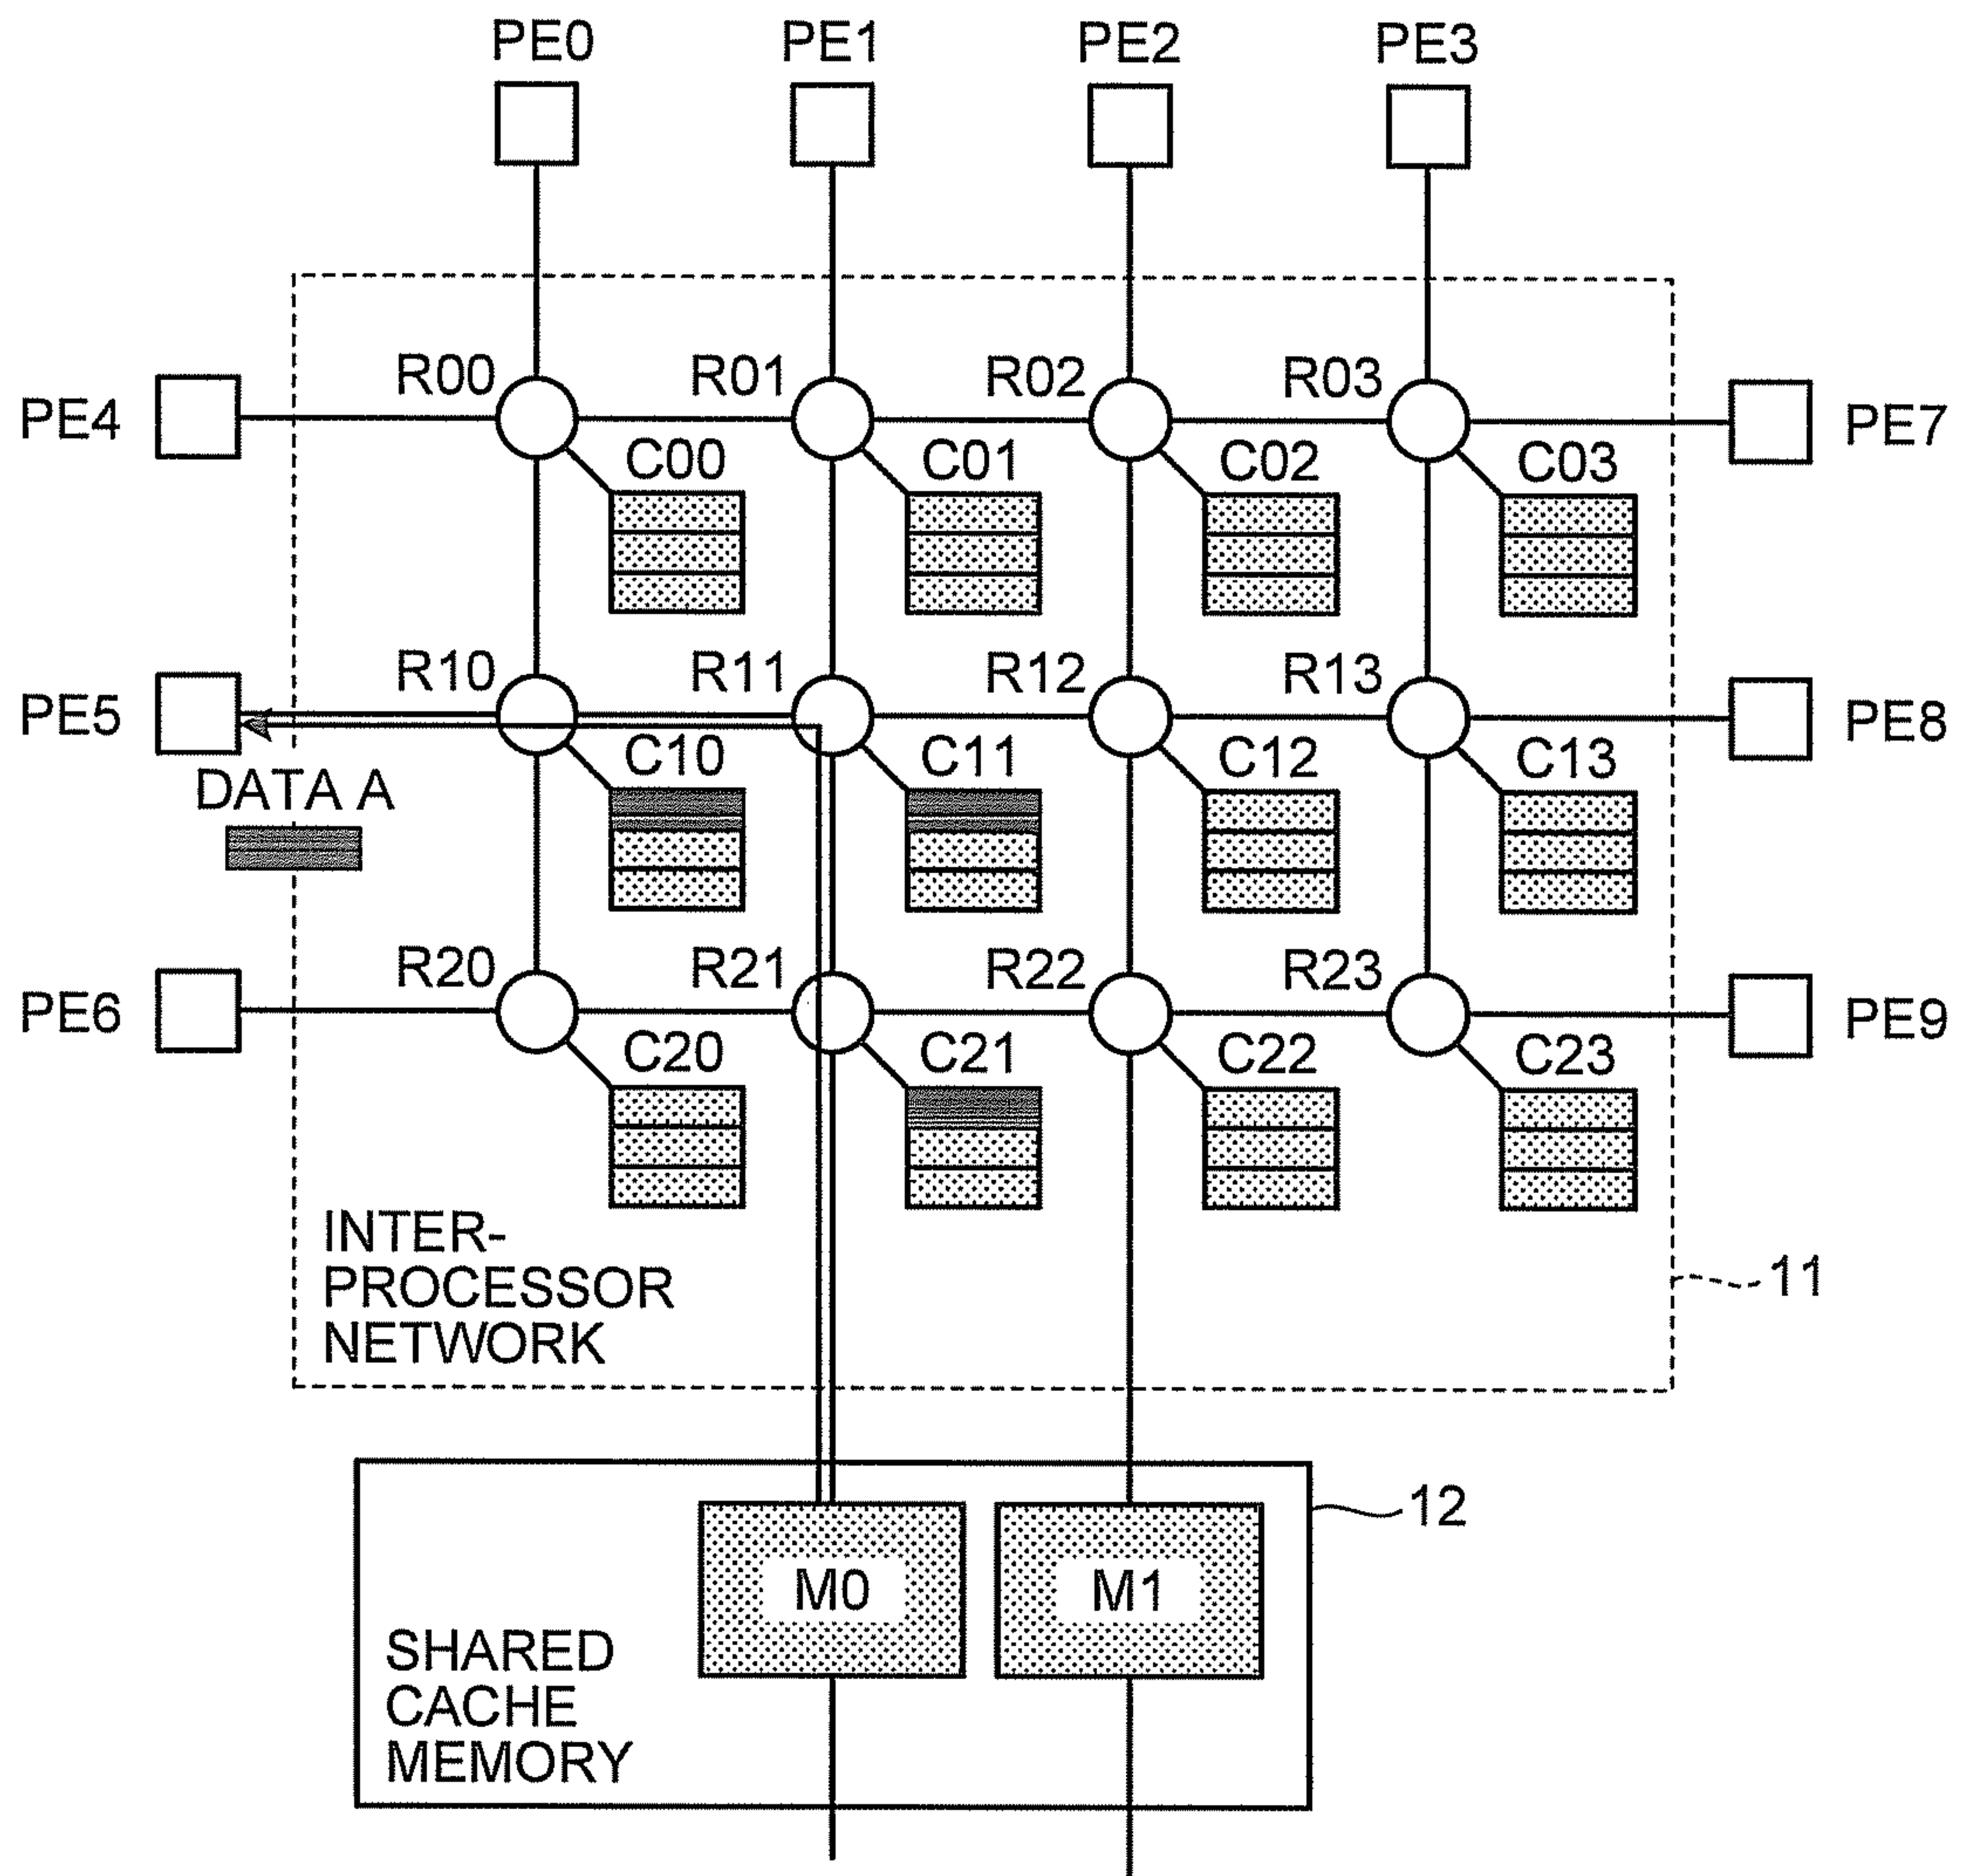 PE0 PE1 PE2 PE3
R00 R01 R02 R03
PE4 PE7
C00 C01 C02 C03
R10 R11 R12 R13
PE5 PE8
C10 C11 C12 C13
DATA A
R20 R21 R22 R23
PE6 PE9
C20 C21 C22 C23
INTER-
PROCESSOR
NETWORK
11
12
M0 M1
SHARED
CACHE
MEMORY